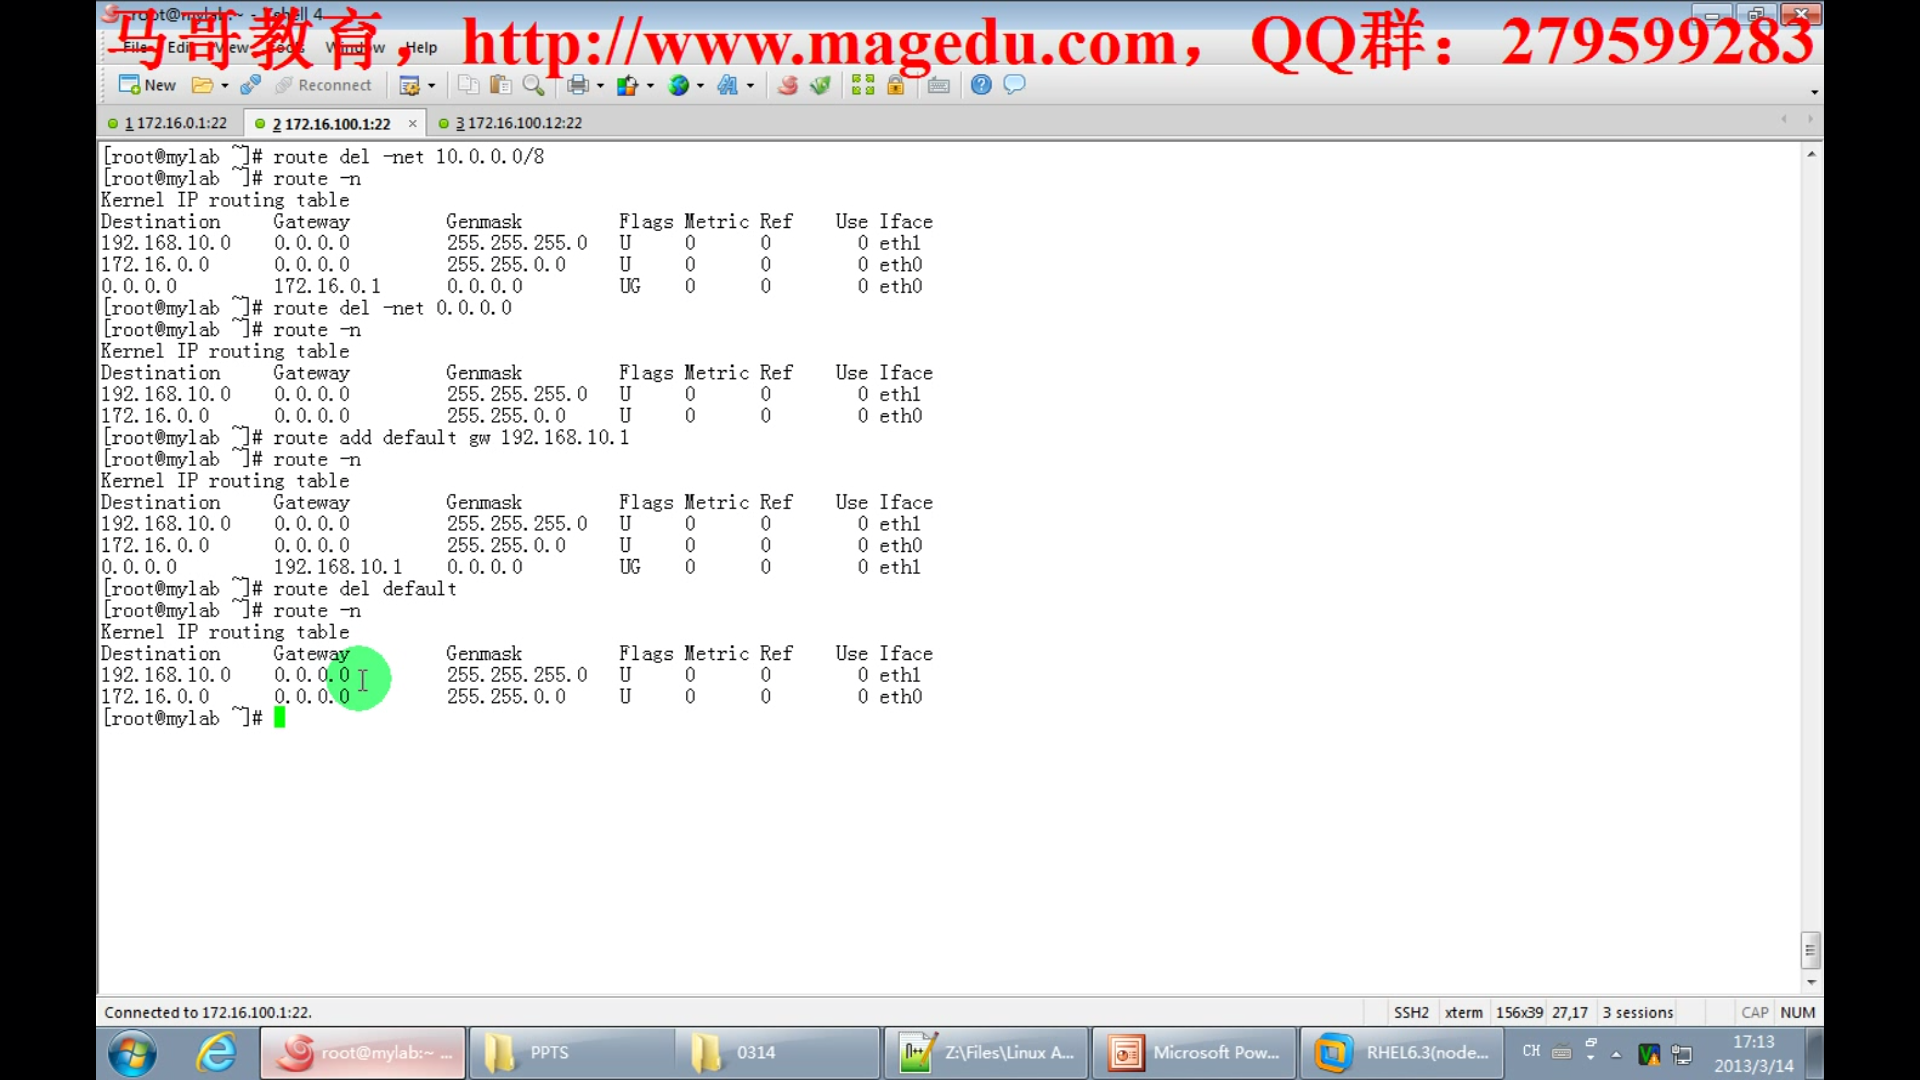 root@mylab:~ - Xshell 4
马哥教育，http://www.magedu.com，QQ群：279599283
File Edit View Tools Window Help
New Reconnect
1 172.16.0.1:22 2 172.16.100.1:22 3 172.16.100.12:22
[root@mylab ~]# route del -net 10.0.0.0/8
[root@mylab ~]# route -n
Kernel IP routing table
Destination Gateway Genmask Flags Metric Ref Use Iface
192.168.10.0 0.0.0.0 255.255.255.0 U 0 0 0 eth1
172.16.0.0 0.0.0.0 255.255.0.0 U 0 0 0 eth0
0.0.0.0 172.16.0.1 0.0.0.0 UG 0 0 0 eth0
[root@mylab ~]# route del -net 0.0.0.0
[root@mylab ~]# route -n
Kernel IP routing table
Destination Gateway Genmask Flags Metric Ref Use Iface
192.168.10.0 0.0.0.0 255.255.255.0 U 0 0 0 eth1
172.16.0.0 0.0.0.0 255.255.0.0 U 0 0 0 eth0
[root@mylab ~]# route add default gw 192.168.10.1
[root@mylab ~]# route -n
Kernel IP routing table
Destination Gateway Genmask Flags Metric Ref Use Iface
192.168.10.0 0.0.0.0 255.255.255.0 U 0 0 0 eth1
172.16.0.0 0.0.0.0 255.255.0.0 U 0 0 0 eth0
0.0.0.0 192.168.10.1 0.0.0.0 UG 0 0 0 eth1
[root@mylab ~]# route del default
[root@mylab ~]# route -n
Kernel IP routing table
Destination Gateway Genmask Flags Metric Ref Use Iface
192.168.10.0 0.0.0.0 255.255.255.0 U 0 0 0 eth1
172.16.0.0 0.0.0.0 255.255.0.0 U 0 0 0 eth0
[root@mylab ~]#
Connected to 172.16.100.1:22. SSH2 xterm 156x39 27,17 3 sessions CAP NUM
root@mylab:~ ... PPTS 0314 Z:\Files\Linux A... Microsoft Pow... RHEL6.3(node... CH 17:13
2013/3/14